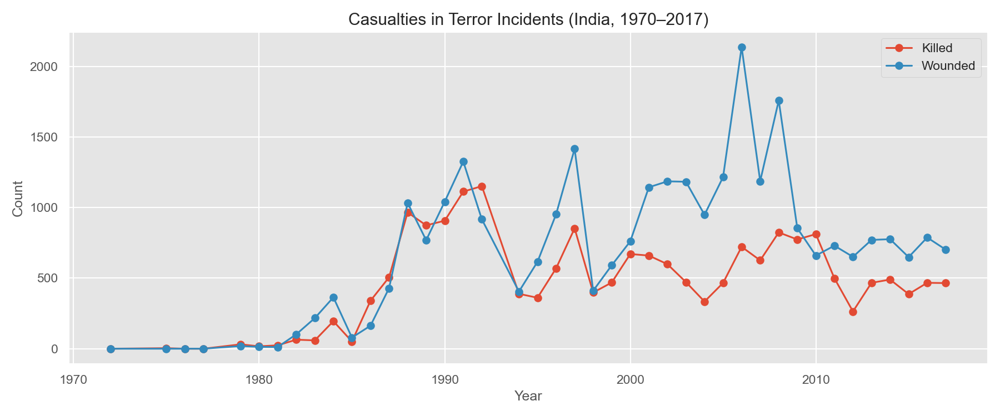 Casualties in Terror Incidents (India, 1970–2017)
Killed
Wounded
2000
1500
1000
500
0
Count
1970
1980
1990
2000
2010
Year